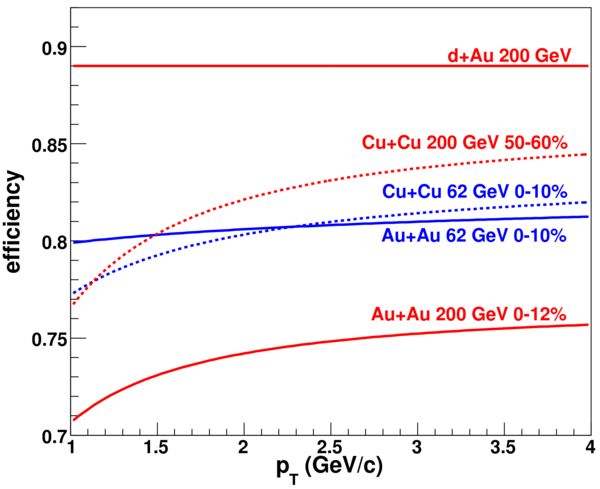 0.9
d+Au 200 GeV
0.85
Cu+Cu 200 GeV 50-60%
Cu+Cu 62 GeV 0-10%
efficiency
0.8
Au+Au 62 GeV 0-10%
Au+Au 200 GeV 0-12%
0.75
0.7
1 1.5 2 2.5 3 3.5 4
pT (GeV/c)